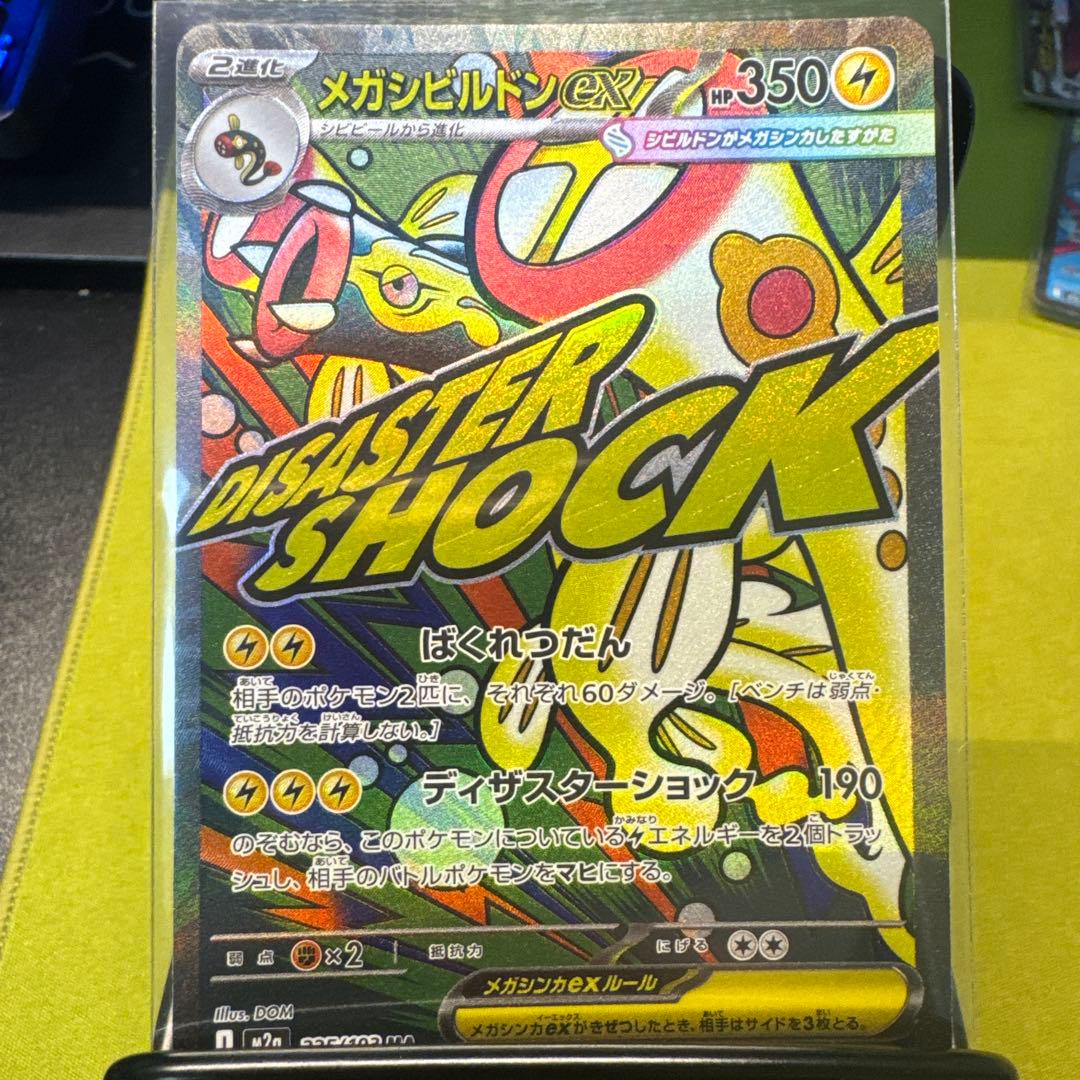 2進化
メガシビルドンex
HP350
シビビールから進化
シビルドンがメガシンカしたすがた
DISASTER
SHOCK
ばくれつだん
相手のポケモン2匹に、それぞれ60ダメージ。[ベンチは弱点・
抵抗力を計算しない。]
ディザスターショック 190
のぞむなら、このポケモンについているエネルギーを2個トラッ
シュし、相手のバトルポケモンをマヒにする。
弱点 ×2 抵抗力 にげる
メガシンカexルール
メガシンカexがきぜつしたとき、相手はサイドを3枚とる。
Illus. DOM
M2a